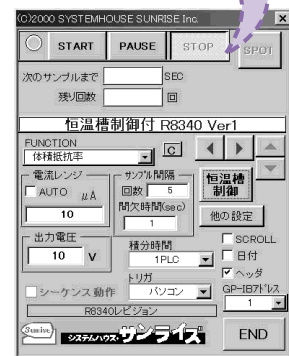 (C)2000 SYSTEMHOUSE SUNRISE Inc.
START PAUSE STOP SPOT
次のサンプルまで SEC
残り回数 回
恒温槽制御付 R8340 Ver1
FUNCTION
体積抵抗率 C
電流レンジ
AUTO μA
10
サンプル間隔
回数 5
間欠時間(sec)
1
恒温槽制御
他の設定
出力電圧
10 V
積分時間
1PLC
トリガ
パソコン
SCROLL
日付
ヘッダ
GP-IBアドレス
1
シーケンス動作
R8340レビジョン
Sunrise システムハウス・サンライズ END